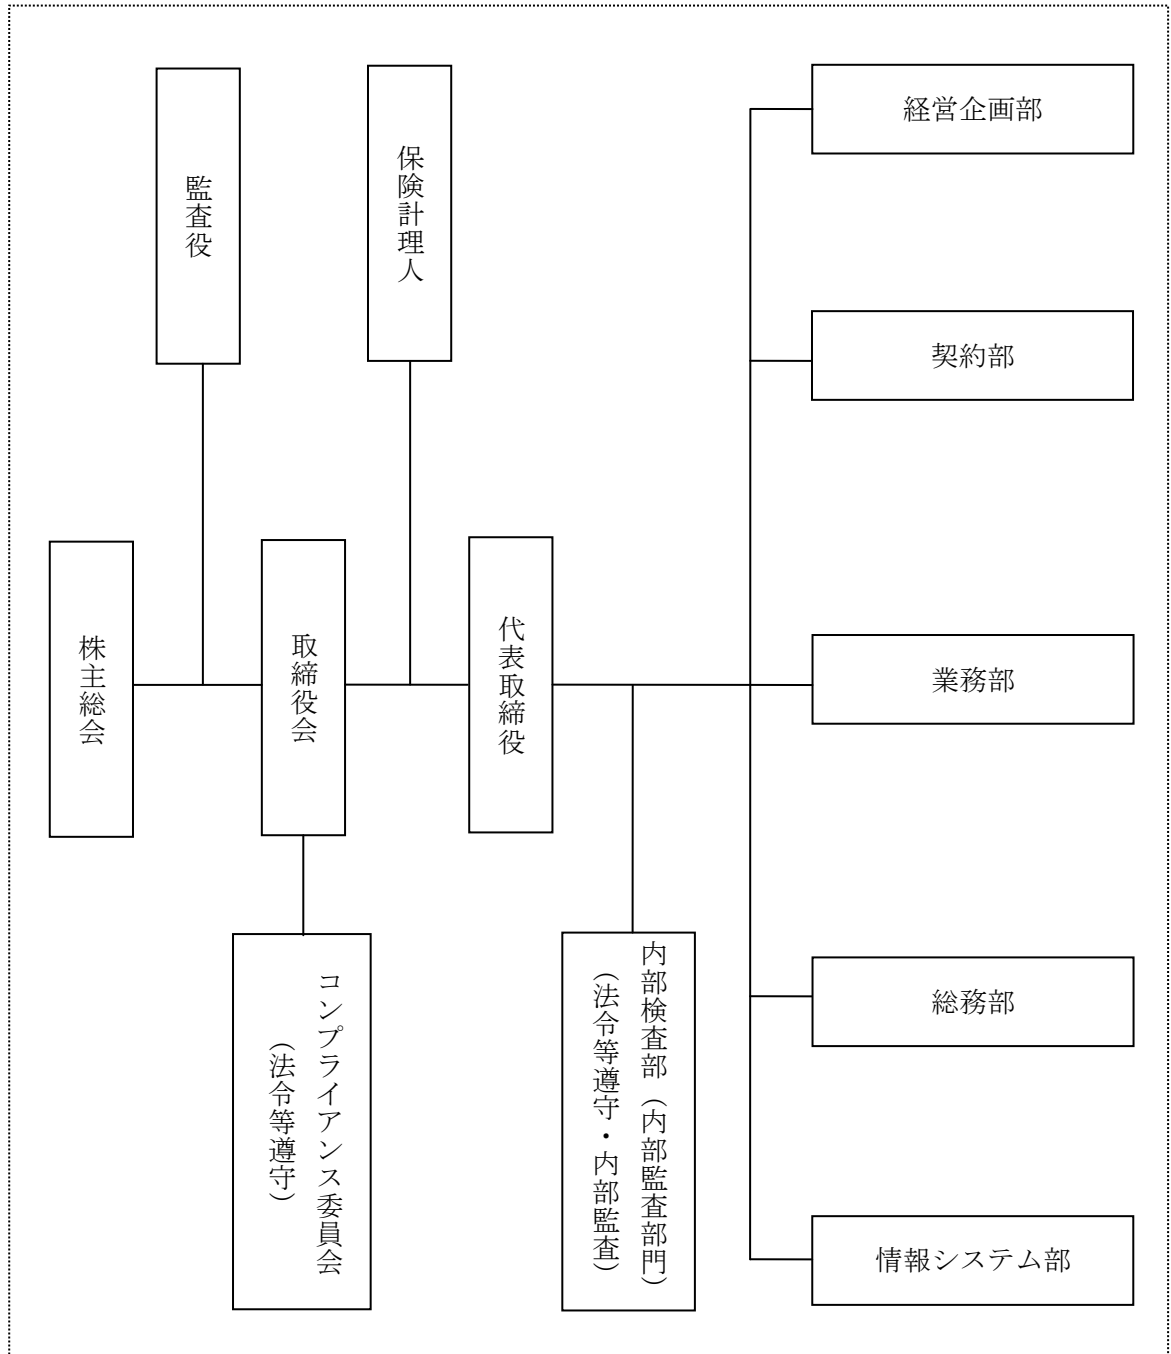 株主総会
監査役
取締役会
コンプライアンス委員会
（法令等遵守）
保険計理人
代表取締役
内部検査部（内部監査部門）
（法令等遵守・内部監査）
経営企画部
契約部
業務部
総務部
情報システム部